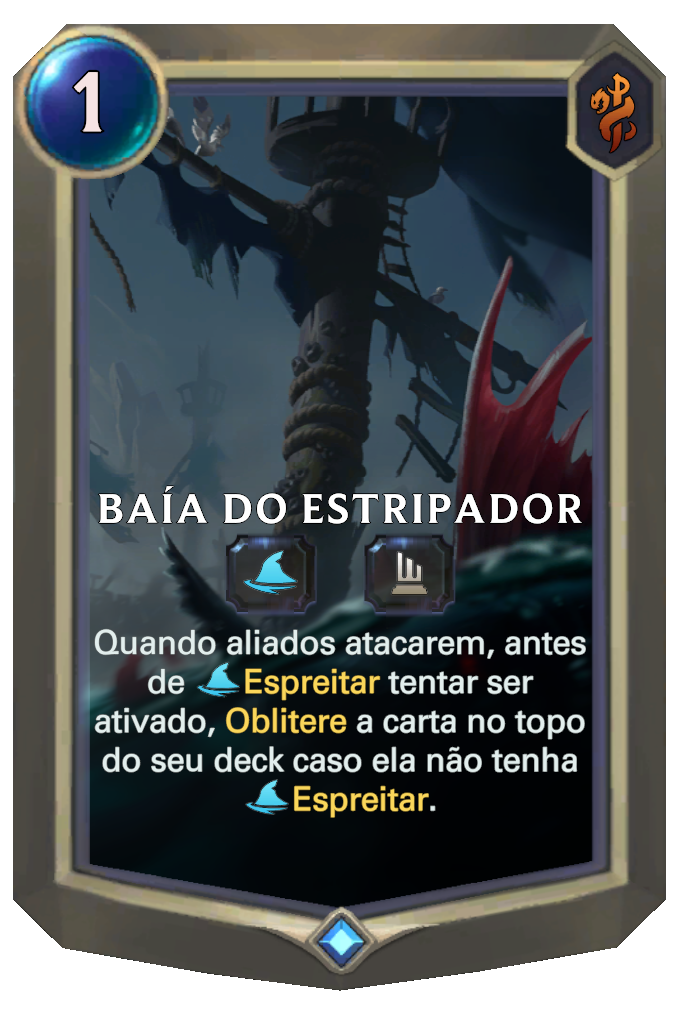 1
BAÍA DO ESTRIPADOR
Quando aliados atacarem, antes
de Espreitar tentar ser
ativado, Oblitere a carta no topo
do seu deck caso ela não tenha
Espreitar.